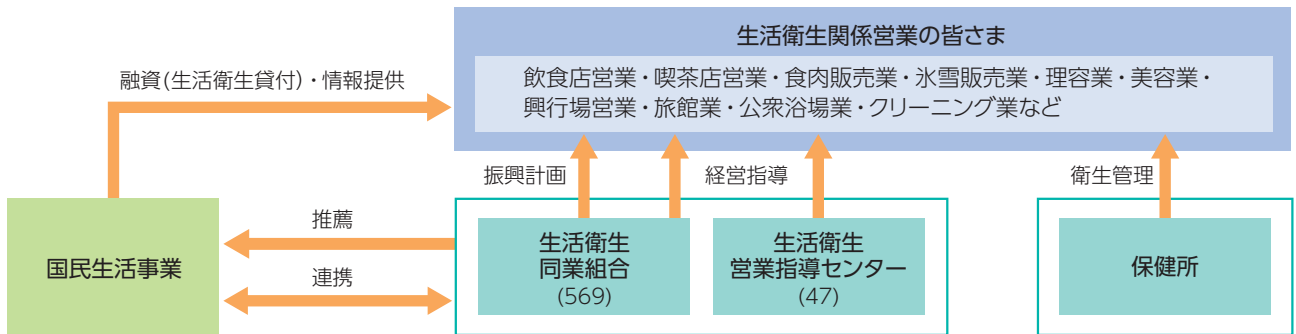 生活衛生関係営業の皆さま
飲食店営業・喫茶店営業・食肉販売業・氷雪販売業・理容業・美容業・
興行場営業・旅館業・公衆浴場業・クリーニング業など
融資(生活衛生貸付)・情報提供
振興計画
経営指導
衛生管理
国民生活事業
推薦
連携
生活衛生
同業組合
(569)
生活衛生
営業指導センター
(47)
保健所